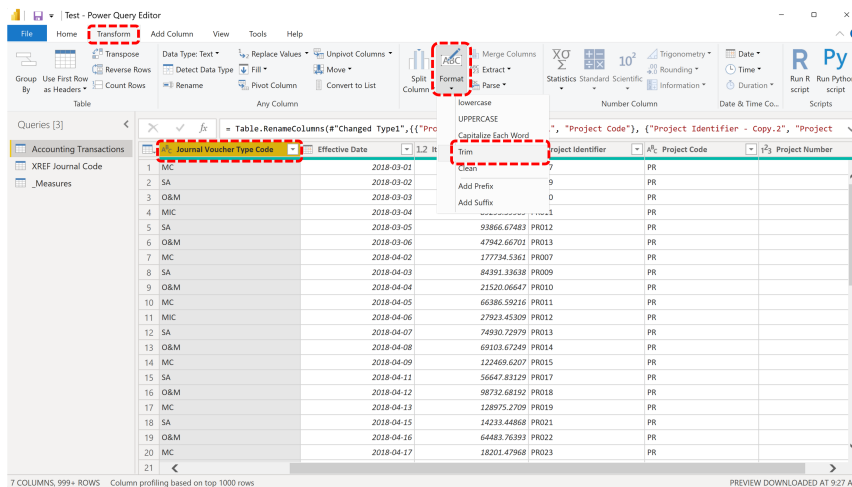 Test - Power Query Editor
File Home Transform Add Column View Tools Help
Group By
Use First Row as Headers
Transpose
Reverse Rows
Count Rows
Table
Data Type: Text
Detect Data Type
Rename
Replace Values
Fill
Pivot Column
Unpivot Columns
Move
Convert to List
Any Column
Split Column
Format
Merge Columns
Extract
Parse
Statistics
Standard
Scientific
10²
Trigonometry
Rounding
Information
Number Column
Date
Time
Duration
Date & Time Co...
Run R script
Run Python script
Scripts
lowercase
UPPERCASE
Capitalize Each Word
Trim
Clean
Add Prefix
Add Suffix
Queries [3]
Accounting Transactions
XREF Journal Code
_Measures
fx = Table.RenameColumns(#"Changed Type1",{{"Pro ", "Project Code"}, {"Project Identifier - Copy.2", "Project
Journal Voucher Type Code Effective Date 1.2 roject Identifier Project Code 1²3 Project Number
1 MC 2018-03-01 7 PR
2 SA 2018-03-02 9 PR
3 O&M 2018-03-03 0 PR
4 MIC 2018-03-04 PR
5 SA 2018-03-05 93866.67483 PR012 PR
6 O&M 2018-03-06 47942.66701 PR013 PR
7 MC 2018-04-02 177734.5361 PR007 PR
8 SA 2018-04-03 84391.33638 PR009 PR
9 O&M 2018-04-04 21520.06647 PR010 PR
10 MC 2018-04-05 66386.59216 PR011 PR
11 MIC 2018-04-06 27923.45309 PR012 PR
12 SA 2018-04-07 74930.72979 PR013 PR
13 O&M 2018-04-08 69103.67249 PR014 PR
14 MC 2018-04-09 122469.6207 PR015 PR
15 SA 2018-04-11 56647.83129 PR017 PR
16 O&M 2018-04-12 98732.68192 PR018 PR
17 MC 2018-04-13 128975.2709 PR019 PR
18 SA 2018-04-15 14233.44868 PR021 PR
19 O&M 2018-04-16 64483.76393 PR022 PR
20 MC 2018-04-17 18201.47968 PR023 PR
21
7 COLUMNS, 999+ ROWS Column profiling based on top 1000 rows PREVIEW DOWNLOADED AT 9:27 A